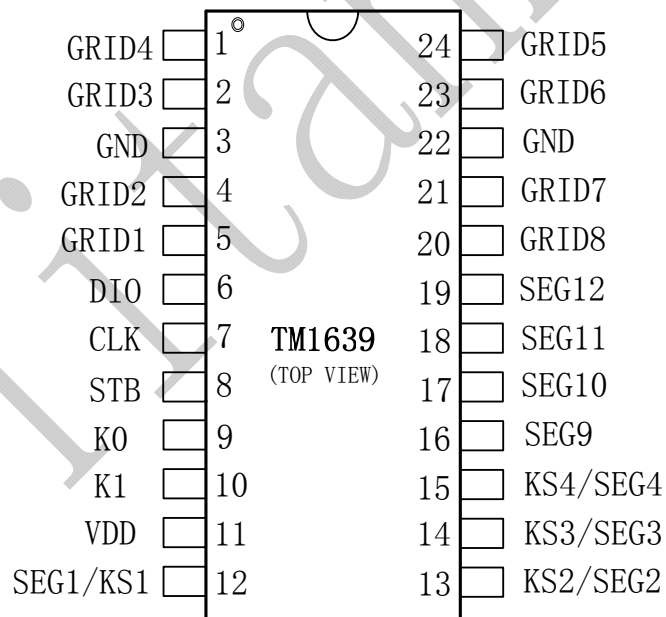 GRID4 1 24 GRID5
GRID3 2 23 GRID6
GND 3 22 GND
GRID2 4 21 GRID7
GRID1 5 20 GRID8
DIO 6 19 SEG12
CLK 7 TM1639 18 SEG11
STB 8 (TOP VIEW) 17 SEG10
K0 9 16 SEG9
K1 10 15 KS4/SEG4
VDD 11 14 KS3/SEG3
SEG1/KS1 12 13 KS2/SEG2